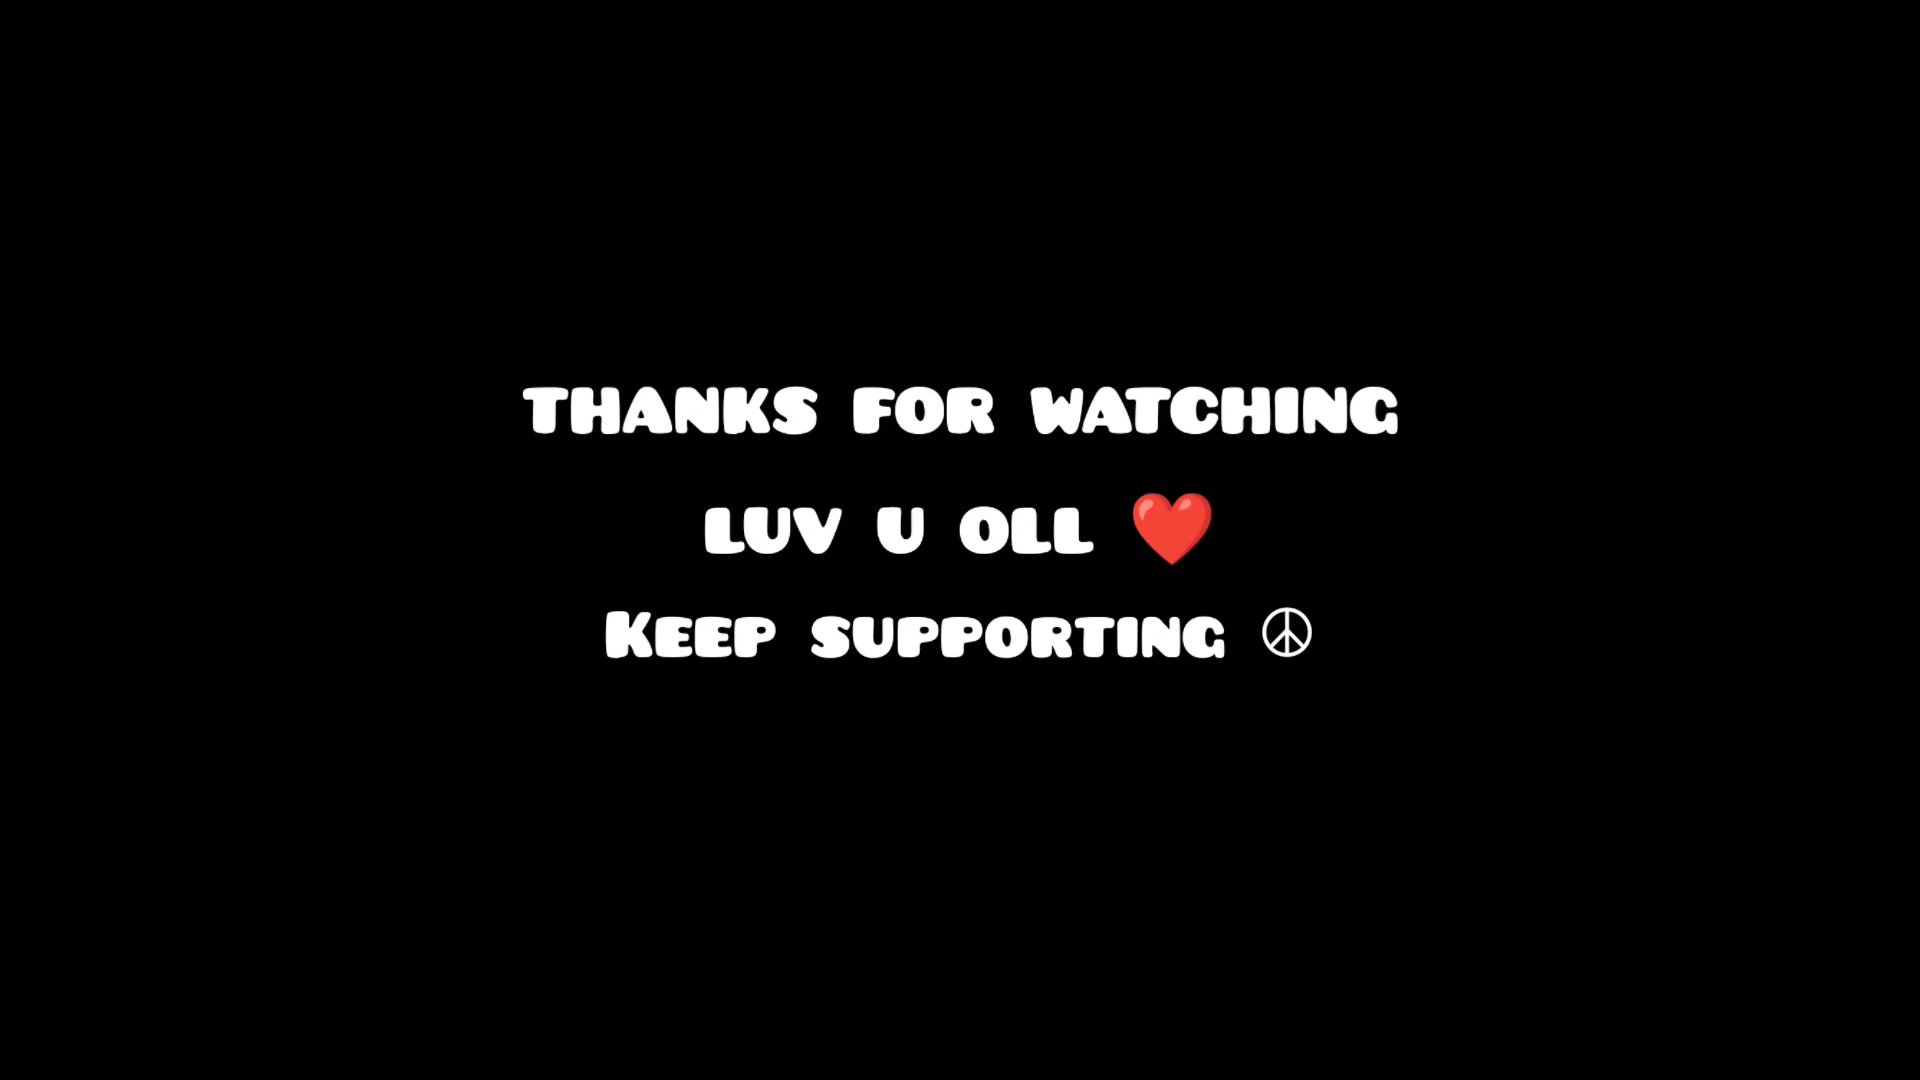 THANKS FOR WATCHING
LUV U OLL ❤️
KEEP SUPPORTING ☮